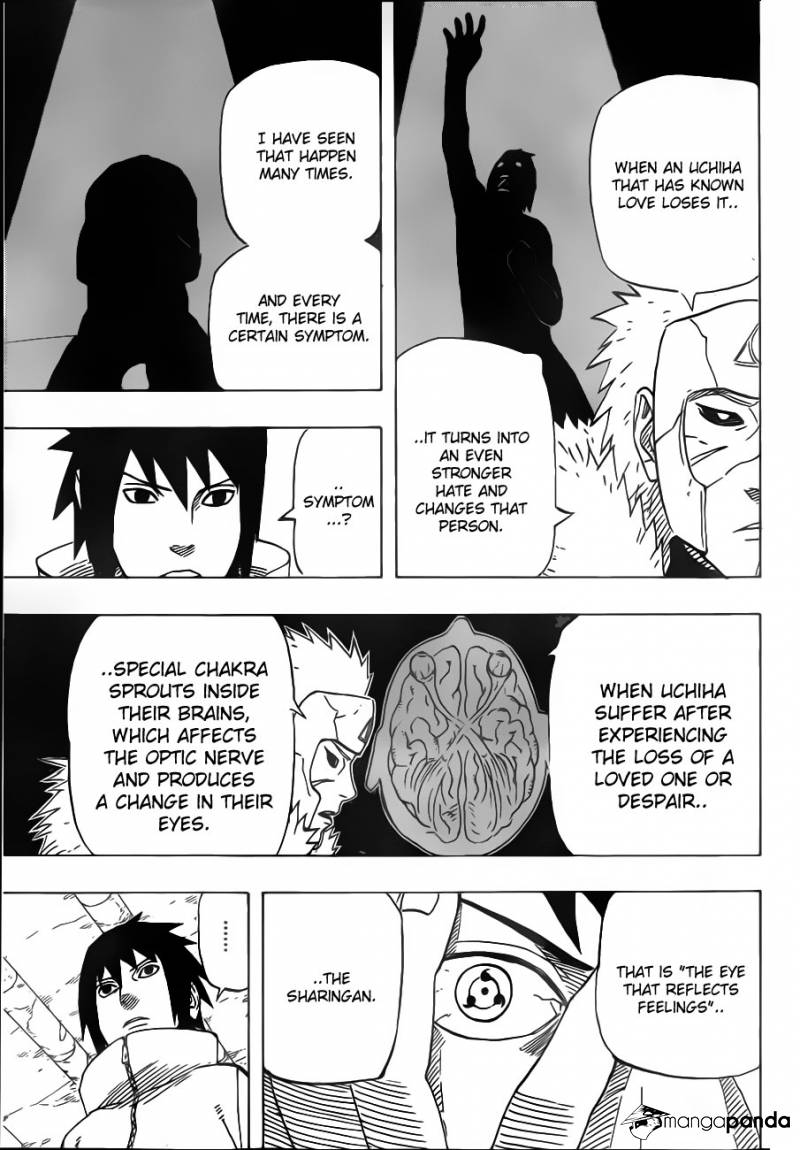 WHEN AN UCHIHA
THAT HAS KNOWN
LOVE LOSES IT..
..IT TURNS INTO
AN EVEN
STRONGER
HATE AND
CHANGES THAT
PERSON.
I HAVE SEEN
THAT HAPPEN
MANY TIMES.
AND EVERY
TIME, THERE IS A
CERTAIN SYMPTOM.
..
SYMPTOM
...?
WHEN UCHIHA
SUFFER AFTER
EXPERIENCING
THE LOSS OF A
LOVED ONE OR
DESPAIR..
..SPECIAL CHAKRA
SPROUTS INSIDE
THEIR BRAINS,
WHICH AFFECTS
THE OPTIC NERVE
AND PRODUCES
A CHANGE IN THEIR
EYES.
THAT IS "THE EYE
THAT REFLECTS
FEELINGS"..
..THE
SHARINGAN.
........
mangapanda